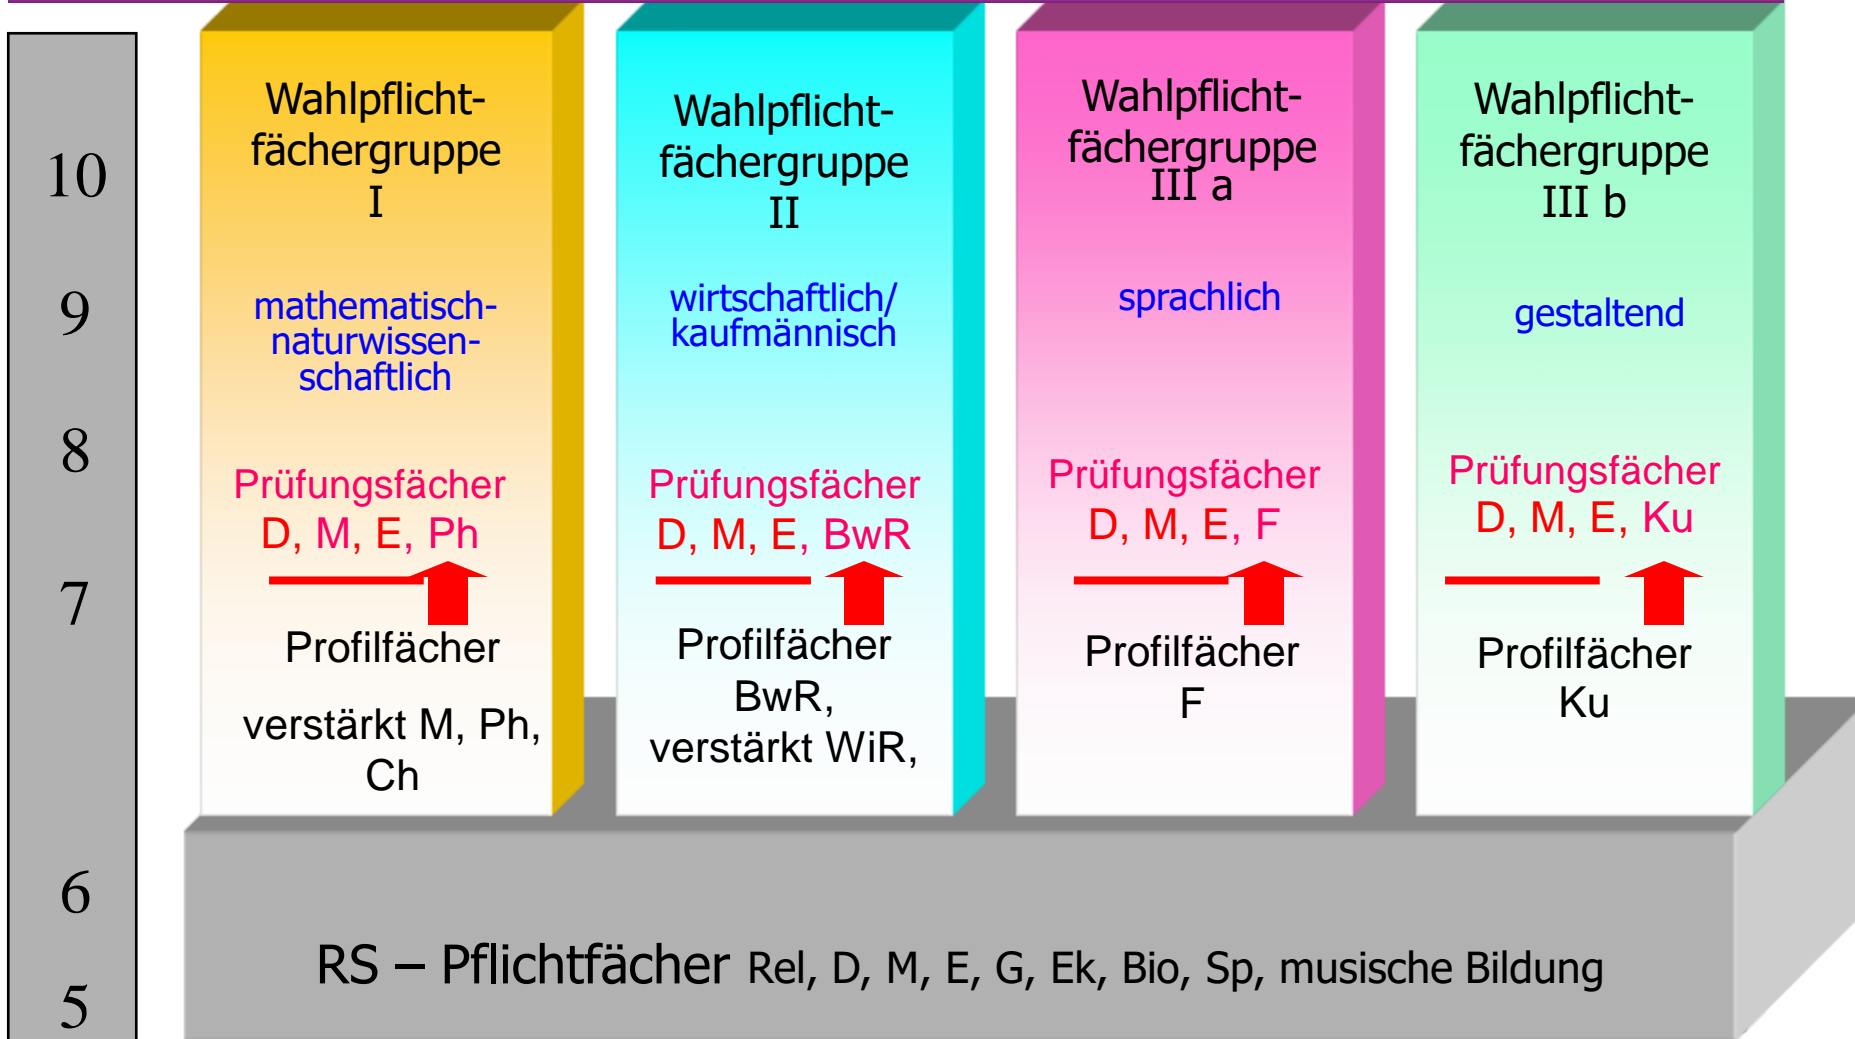 10
9
8
7
6
5
Wahlpflicht-
fächergruppe
I
mathematisch-
naturwissen-
schaftlich
Prüfungsfächer
D, M, E, Ph
Profilfächer
verstärkt M, Ph,
Ch
Wahlpflicht-
fächergruppe
II
wirtschaftlich/
kaufmännisch
Prüfungsfächer
D, M, E, BwR
Profilfächer
BwR,
verstärkt WiR,
Wahlpflicht-
fächergruppe
III a
sprachlich
Prüfungsfächer
D, M, E, F
Profilfächer
F
Wahlpflicht-
fächergruppe
III b
gestaltend
Prüfungsfächer
D, M, E, Ku
Profilfächer
Ku
RS – Pflichtfächer Rel, D, M, E, G, Ek, Bio, Sp, musische Bildung